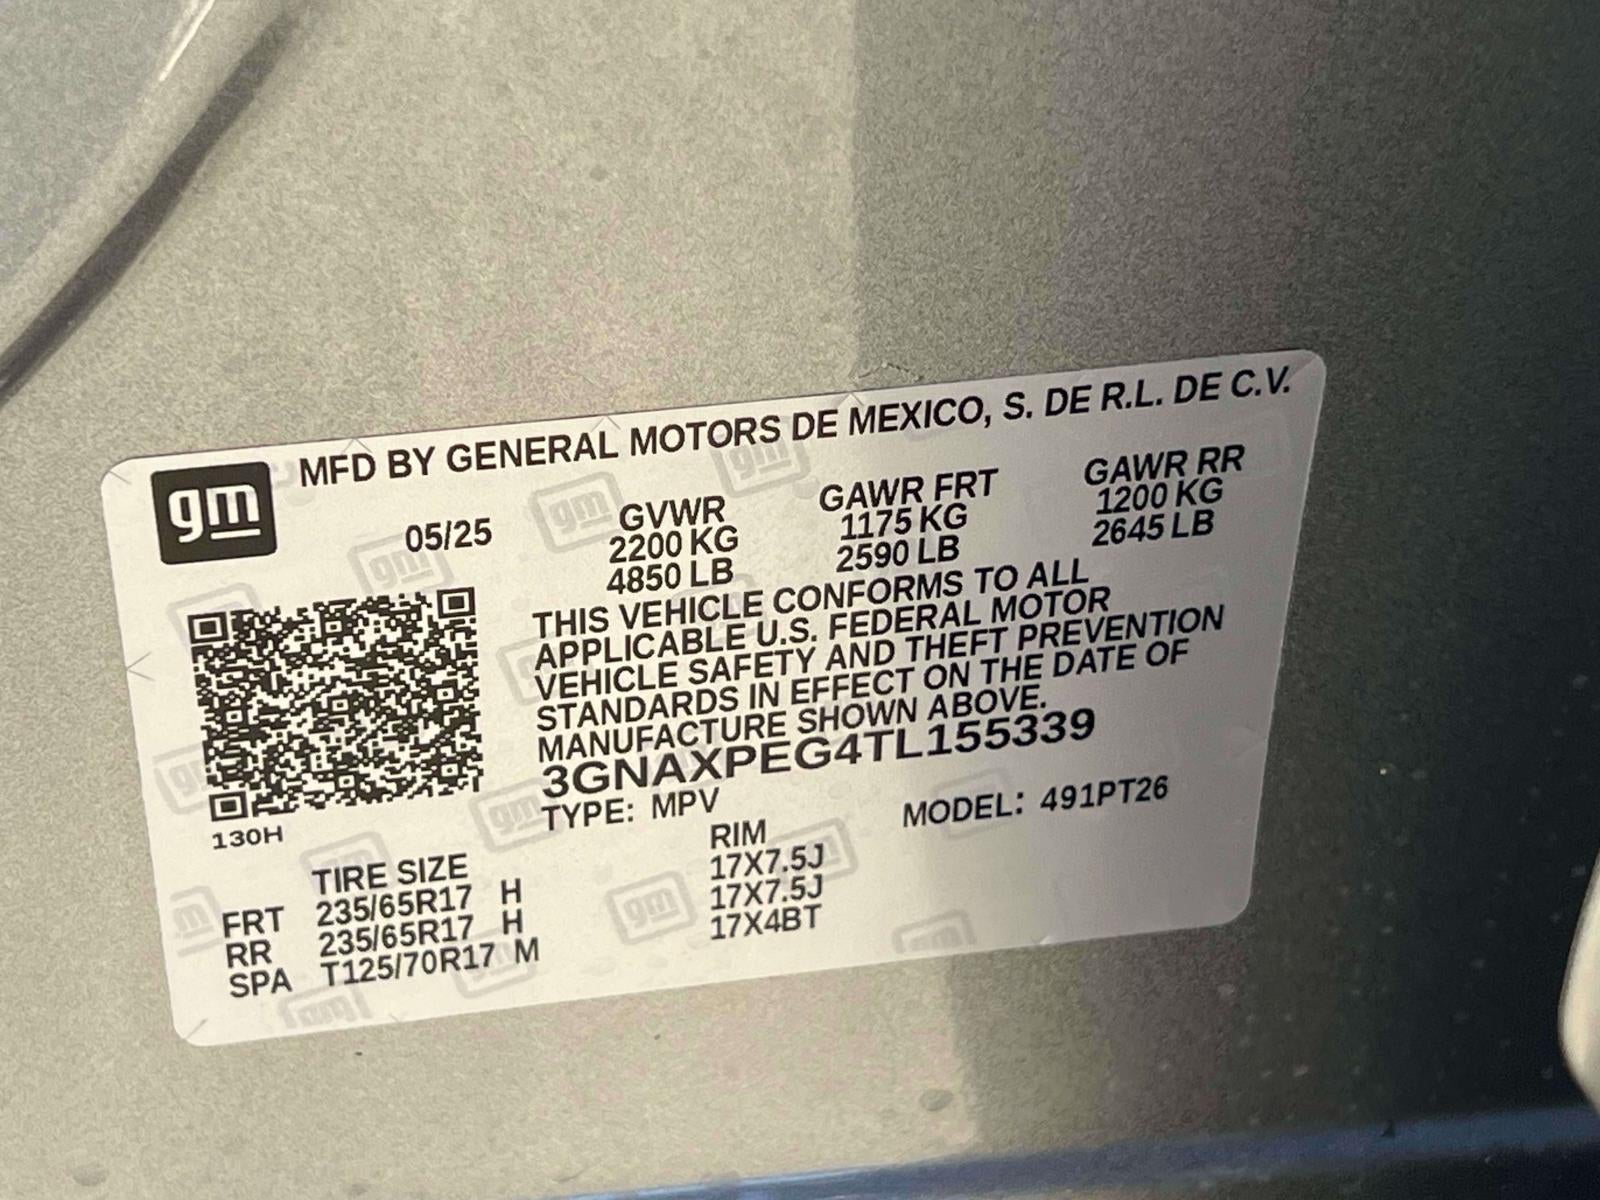 gm MFD BY GENERAL MOTORS DE MEXICO, S. DE R.L. DE C.V.
05/25
GVWR
2200 KG
4850 LB
GAWR FRT
1175 KG
2590 LB
GAWR RR
1200 KG
2645 LB
THIS VEHICLE CONFORMS TO ALL
APPLICABLE U.S. FEDERAL MOTOR
VEHICLE SAFETY AND THEFT PREVENTION
STANDARDS IN EFFECT ON THE DATE OF
MANUFACTURE SHOWN ABOVE.
3GNAXPEG4TL155339
TYPE: MPV MODEL: 491PT26
130H
TIRE SIZE RIM
FRT 235/65R17 H 17X7.5J
RR 235/65R17 H 17X7.5J
SPA T125/70R17 M 17X4BT